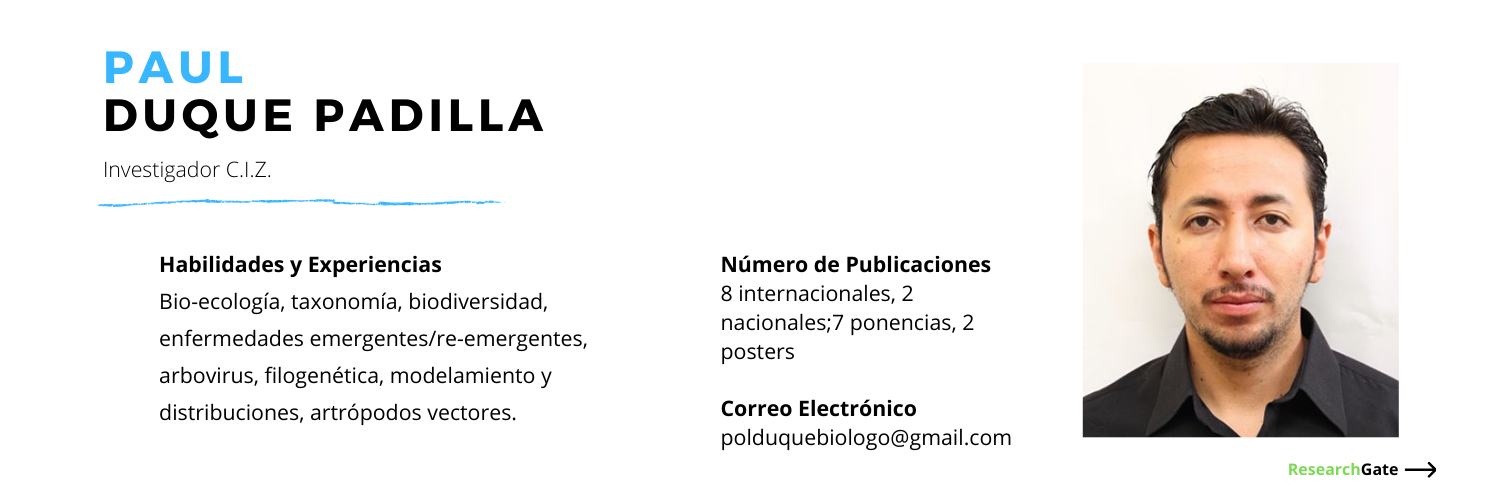 PAUL
DUQUE PADILLA
Investigador C.I.Z.
Habilidades y Experiencias
Bio-ecología, taxonomía, biodiversidad,
enfermedades emergentes/re-emergentes,
arbovirus, filogenética, modelamiento y
distribuciones, artrópodos vectores.
Número de Publicaciones
8 internacionales, 2
nacionales;7 ponencias, 2
posters
Correo Electrónico
polduquebiologo@gmail.com
ResearchGate